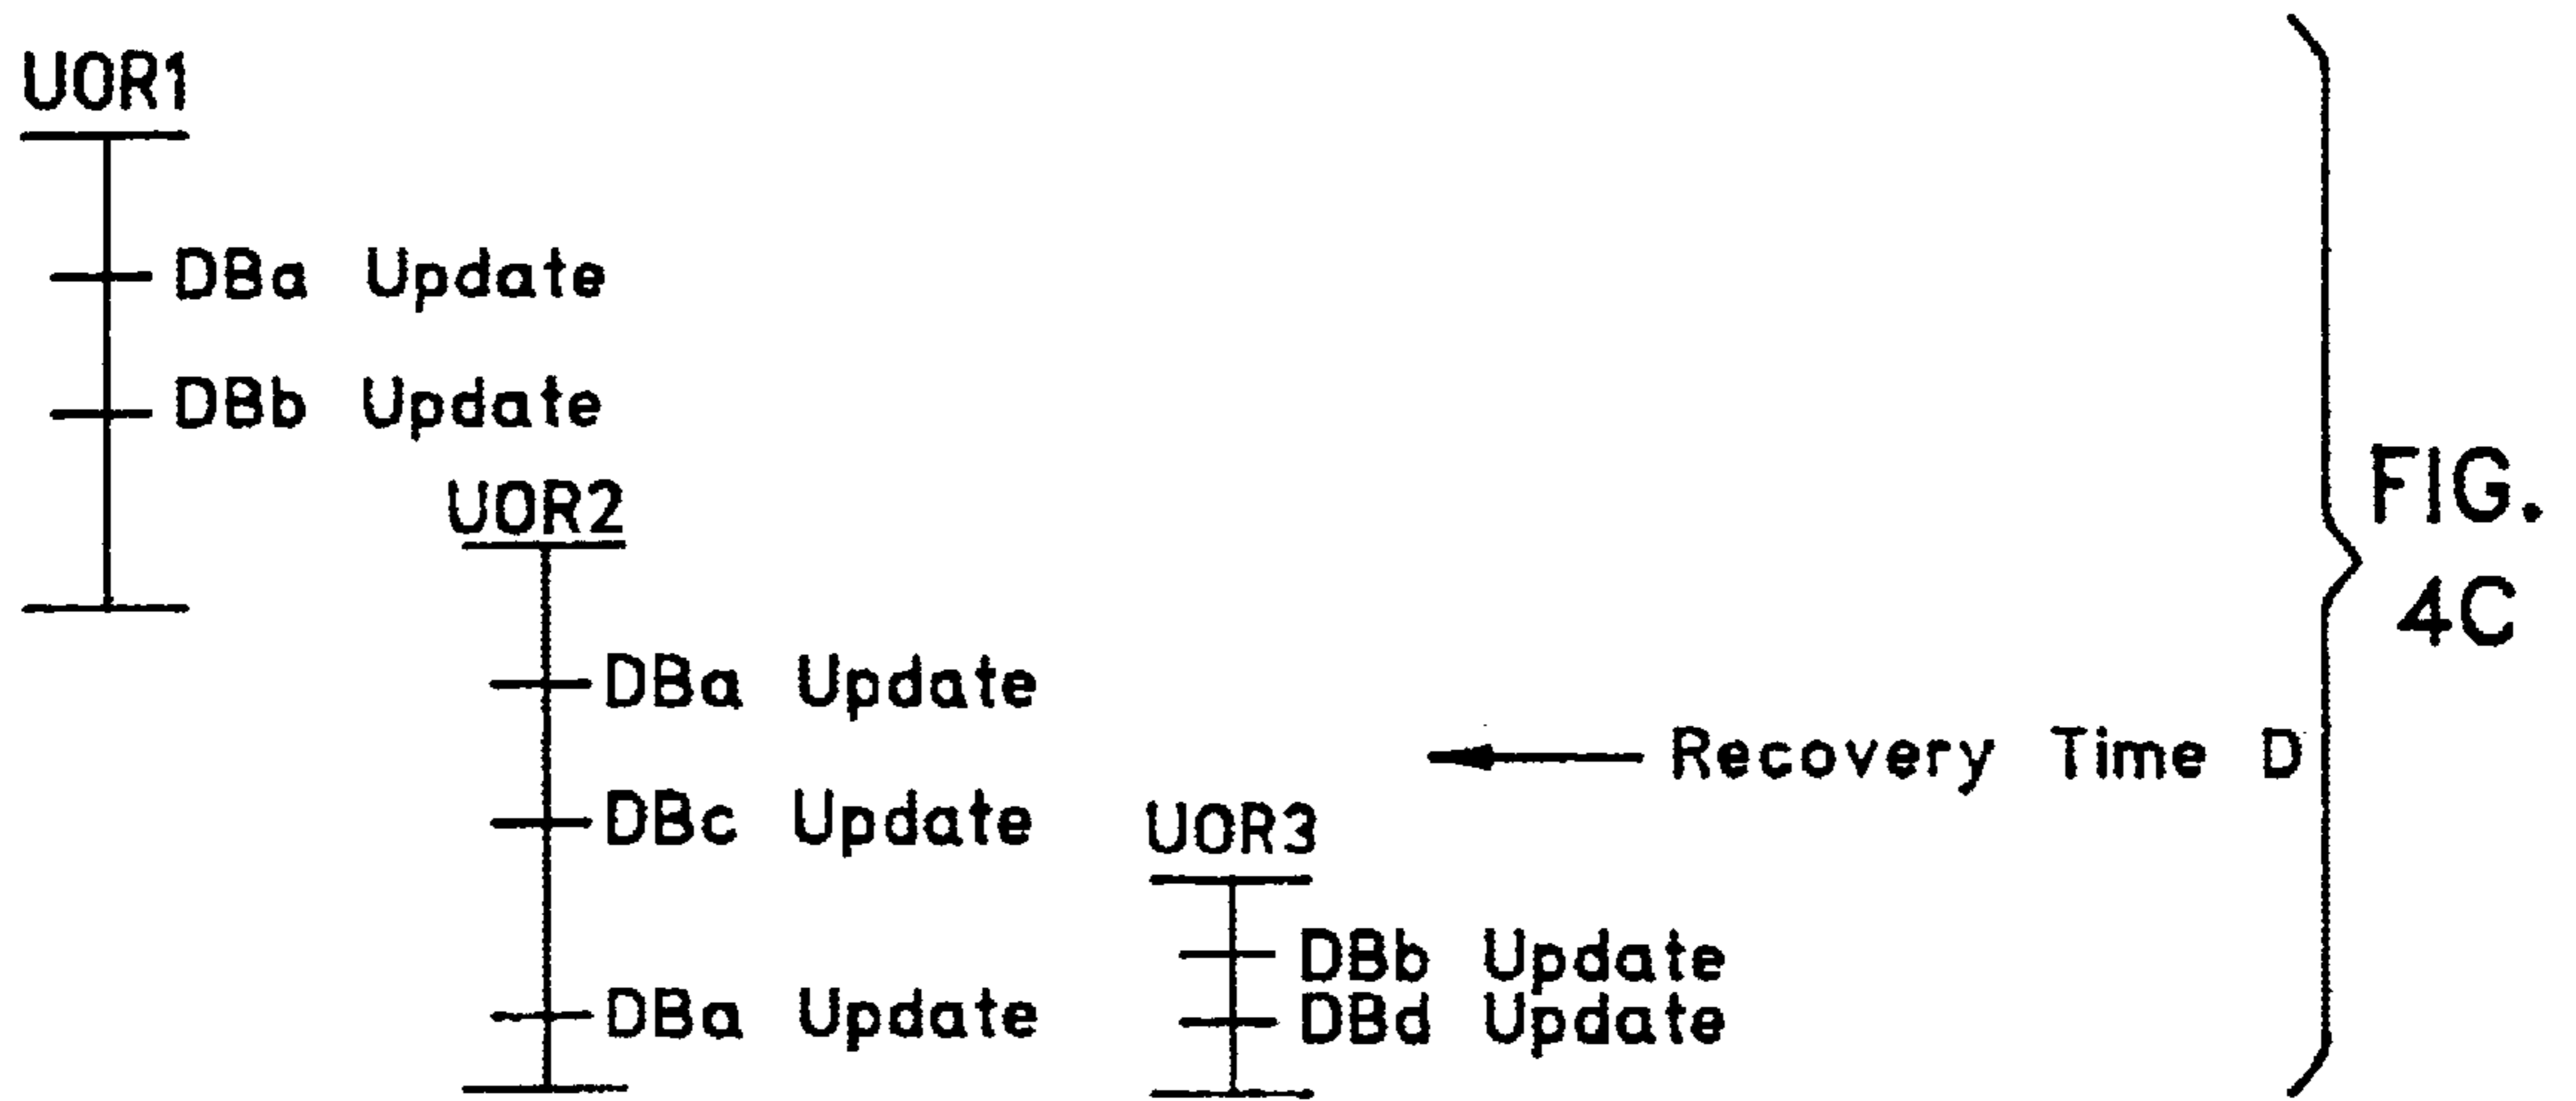 UOR1
DBa Update
DBb Update
UOR2
DBa Update
DBc Update
DBa Update
Recovery Time D
UOR3
DBb Update
DBd Update
FIG.
4C